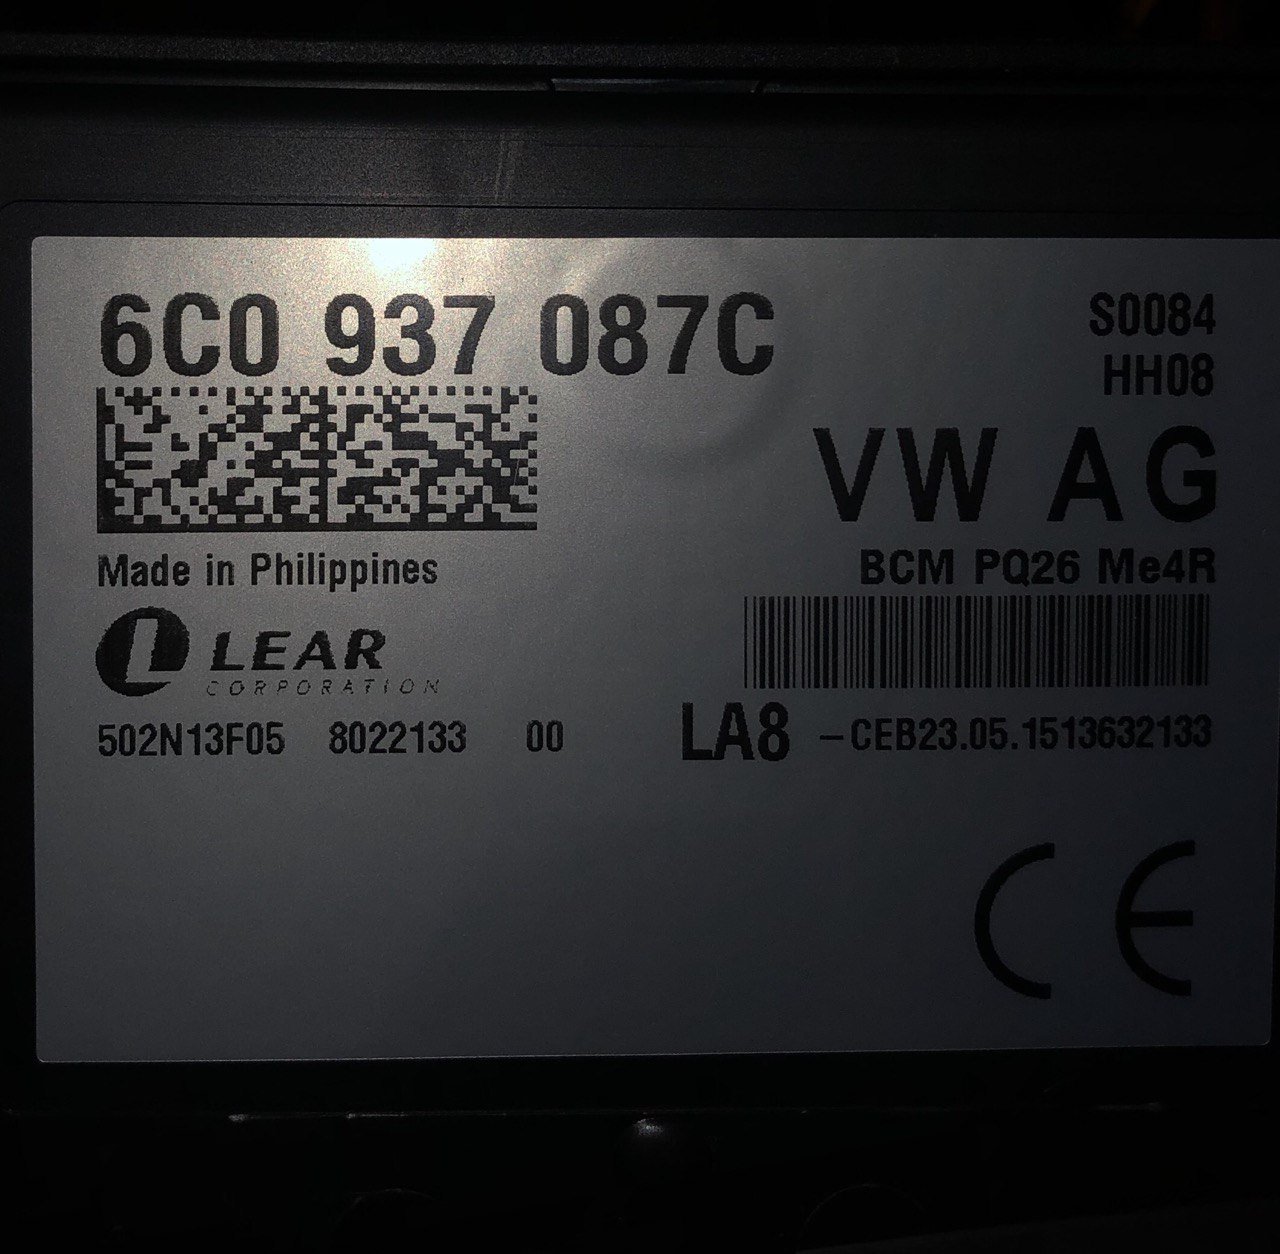 6C0 937 087C
S0084
HH08
VW AG
BCM PQ26 Me4R
Made in Philippines
LEAR
CORPORATION
502N13F05 8022133 00
LA8 –CEB23.05.1513632133
CE